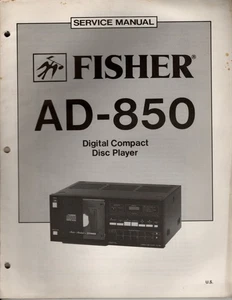 SERVICE MANUAL
FISHER®
AD-850
Digital Compact
Disc Player